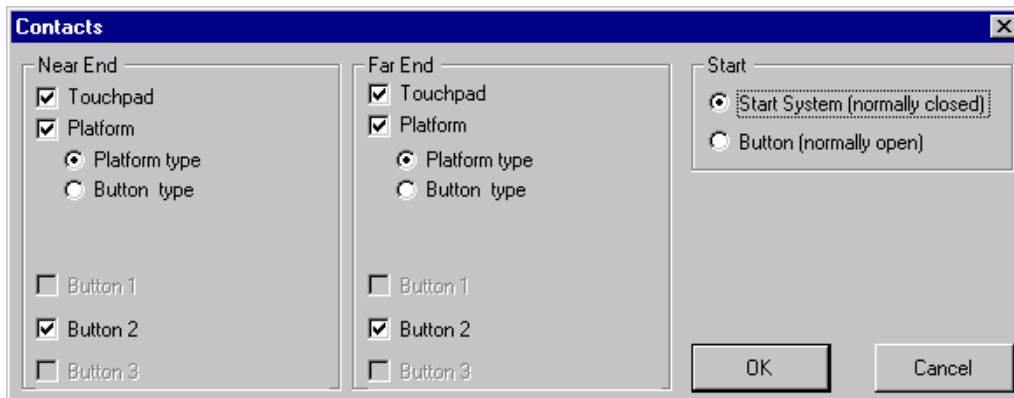 Contacts
Near End
Touchpad
Platform
Platform type
Button type
Button 1
Button 2
Button 3
Far End
Touchpad
Platform
Platform type
Button type
Button 1
Button 2
Button 3
Start
Start System (normally closed)
Button (normally open)
OK
Cancel